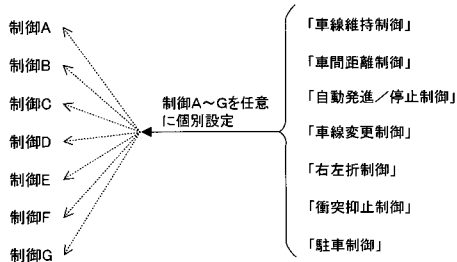 制御A
制御B
制御C
制御D
制御E
制御F
制御G
制御A～Gを任意
に個別設定
「車線維持制御」
「車間距離制御」
「自動発進／停止制御」
「車線変更制御」
「右左折制御」
「衝突抑止制御」
「駐車制御」